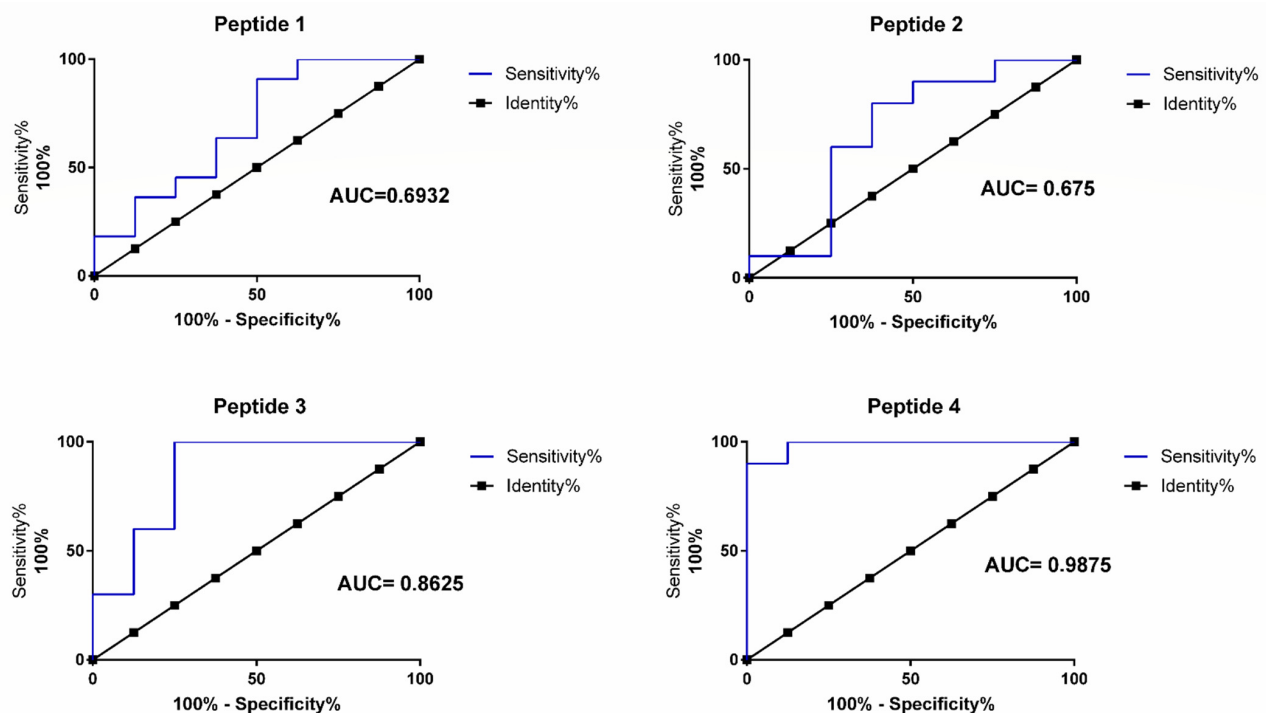 Peptide 1
100
50
0
0
50
100
Sensitivity%
100%
100% - Specificity%
AUC=0.6932
Sensitivity%
Identity%
Peptide 2
100
50
0
0
50
100
Sensitivity%
100%
100% - Specificity%
AUC= 0.675
Sensitivity%
Identity%
Peptide 3
100
50
0
0
50
100
Sensitivity%
100%
100% - Specificity%
AUC= 0.8625
Sensitivity%
Identity%
Peptide 4
100
50
0
0
50
100
Sensitivity%
100%
100% - Specificity%
AUC= 0.9875
Sensitivity%
Identity%